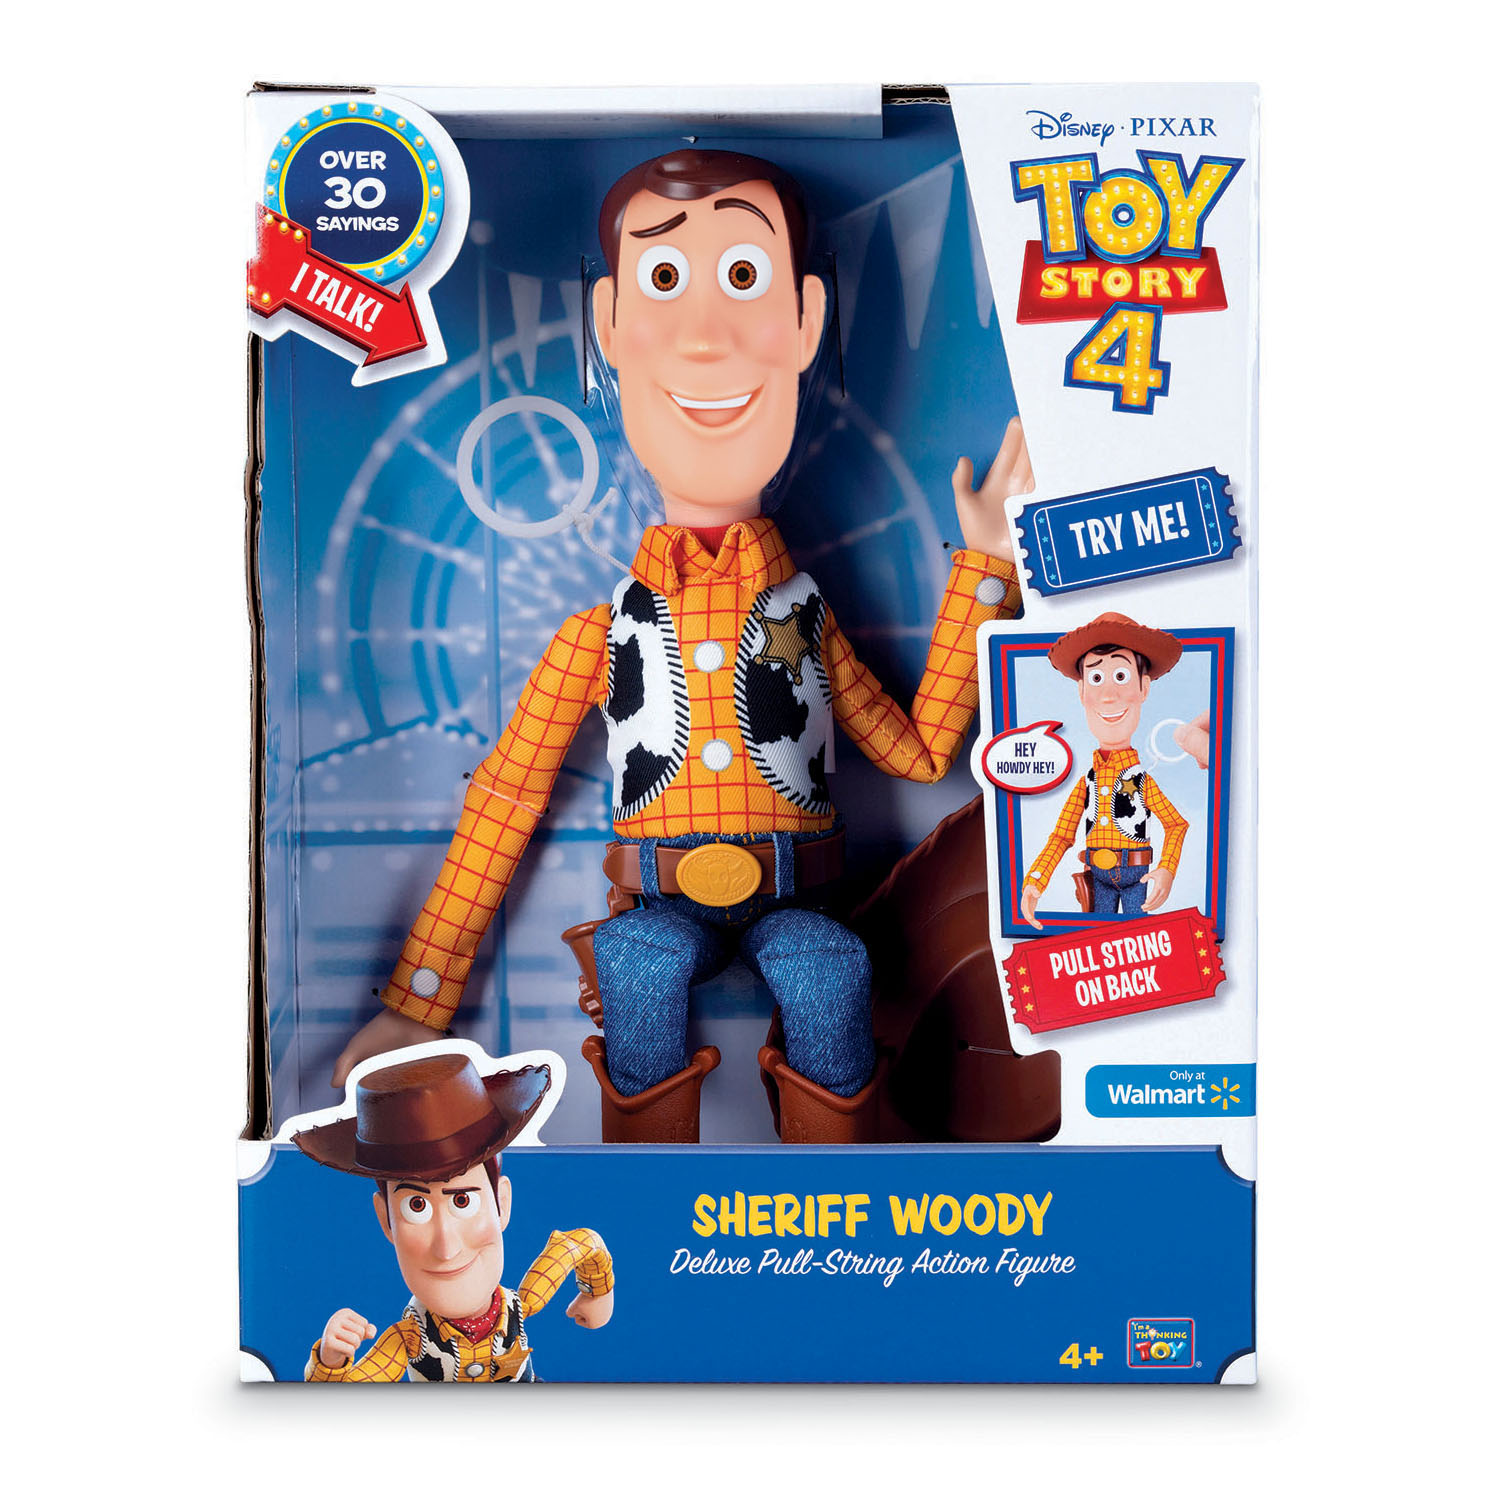 OVER
30
SAYINGS
I TALK!
Disney · PIXAR
TOY
STORY
4
TRY ME!
HEY
HOWDY HEY!
PULL STRING
ON BACK
Only at
Walmart
SHERIFF WOODY
Deluxe Pull-String Action Figure
4+
I'm a
THINKING
TOY
®